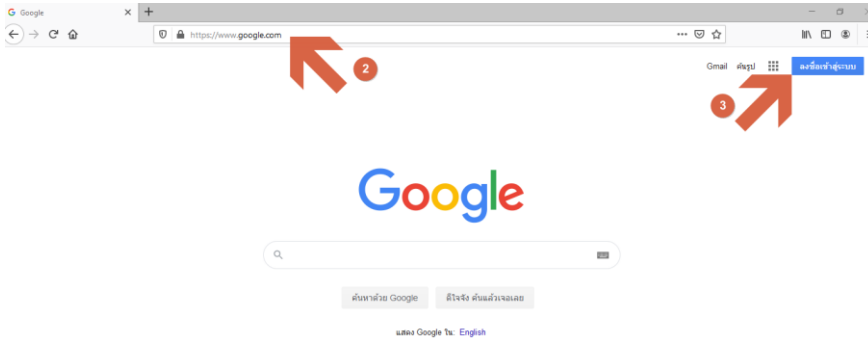 Google
https://www.google.com
2
Gmail ค้นรูป ลงชื่อเข้าสู่ระบบ
3
Google
ค้นหาด้วย Google ดีใจจัง ค้นแล้วเจอเลย
แสดง Google ใน: English